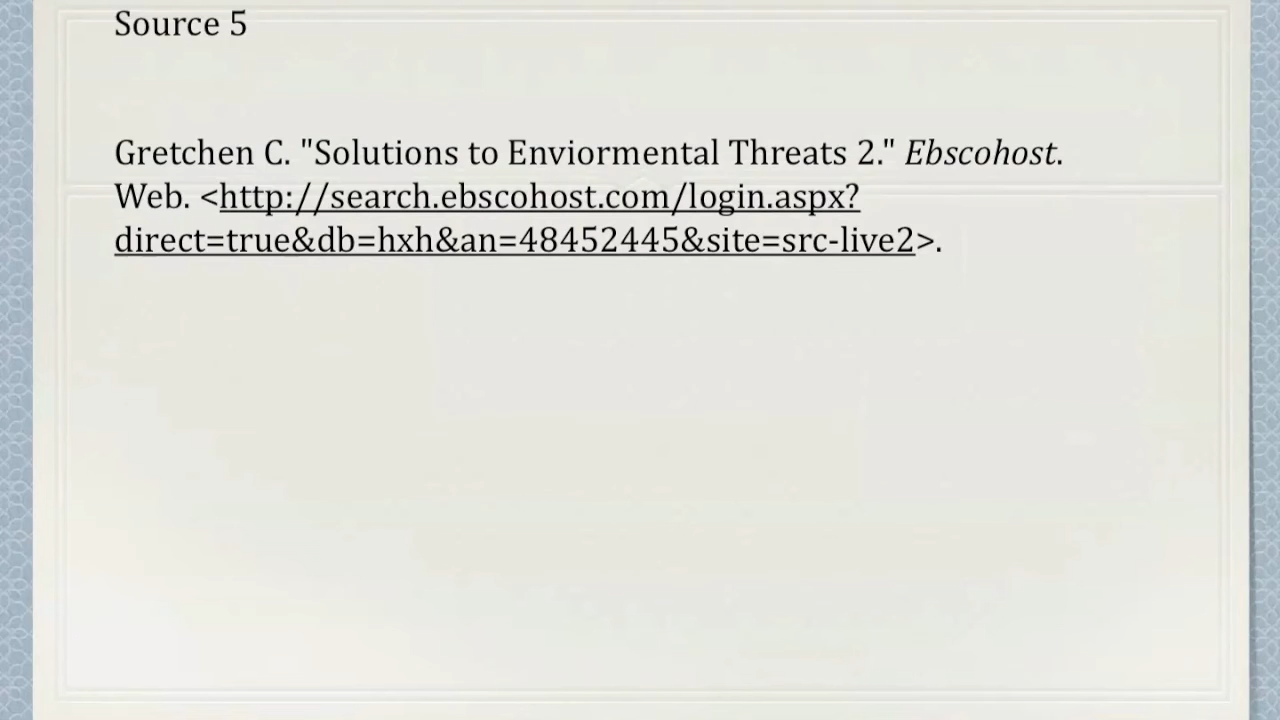 Source 5
Gretchen C. "Solutions to Enviormental Threats 2." Ebscohost.
Web. <http://search.ebscohost.com/login.aspx?
direct=true&db=hxh&an=48452445&site=src-live2>.